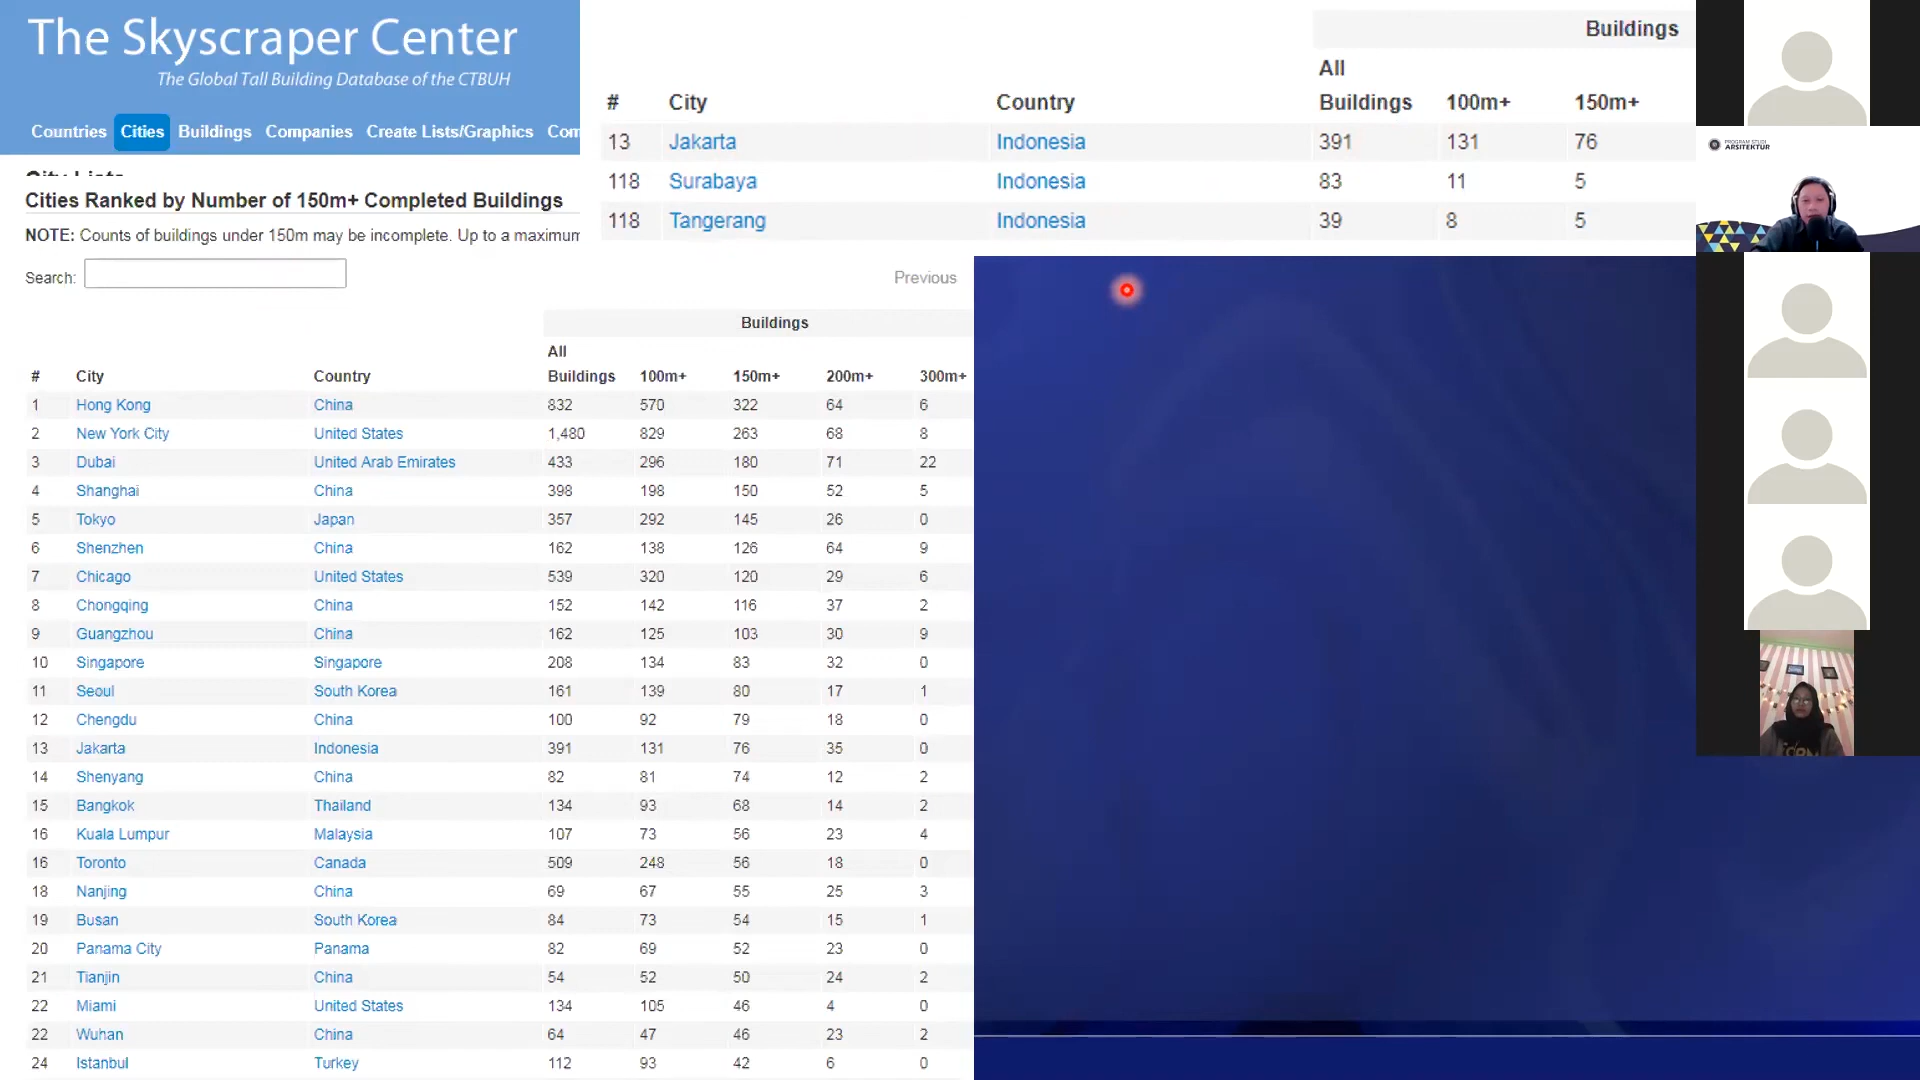 The Skyscraper Center
The Global Tall Building Database of the CTBUH
Countries Cities Buildings Companies Create Lists/Graphics Com
City Lists
Cities Ranked by Number of 150m+ Completed Buildings
NOTE: Counts of buildings under 150m may be incomplete. Up to a maximum
Search:
Previous
Buildings
All
# City Country Buildings 100m+ 150m+
13 Jakarta Indonesia 391 131 76
118 Surabaya Indonesia 83 11 5
118 Tangerang Indonesia 39 8 5
PROGRAM STUDI
ARSITEKTUR
Buildings
All
# City Country Buildings 100m+ 150m+ 200m+ 300m+
1 Hong Kong China 832 570 322 64 6
2 New York City United States 1,480 829 263 68 8
3 Dubai United Arab Emirates 433 296 180 71 22
4 Shanghai China 398 198 150 52 5
5 Tokyo Japan 357 292 145 26 0
6 Shenzhen China 162 138 126 64 9
7 Chicago United States 539 320 120 29 6
8 Chongqing China 152 142 116 37 2
9 Guangzhou China 162 125 103 30 9
10 Singapore Singapore 208 134 83 32 0
11 Seoul South Korea 161 139 80 17 1
12 Chengdu China 100 92 79 18 0
13 Jakarta Indonesia 391 131 76 35 0
14 Shenyang China 82 81 74 12 2
15 Bangkok Thailand 134 93 68 14 2
16 Kuala Lumpur Malaysia 107 73 56 23 4
16 Toronto Canada 509 248 56 18 0
18 Nanjing China 69 67 55 25 3
19 Busan South Korea 84 73 54 15 1
20 Panama City Panama 82 69 52 23 0
21 Tianjin China 54 52 50 24 2
22 Miami United States 134 105 46 4 0
22 Wuhan China 64 47 46 23 2
24 Istanbul Turkey 112 93 42 6 0